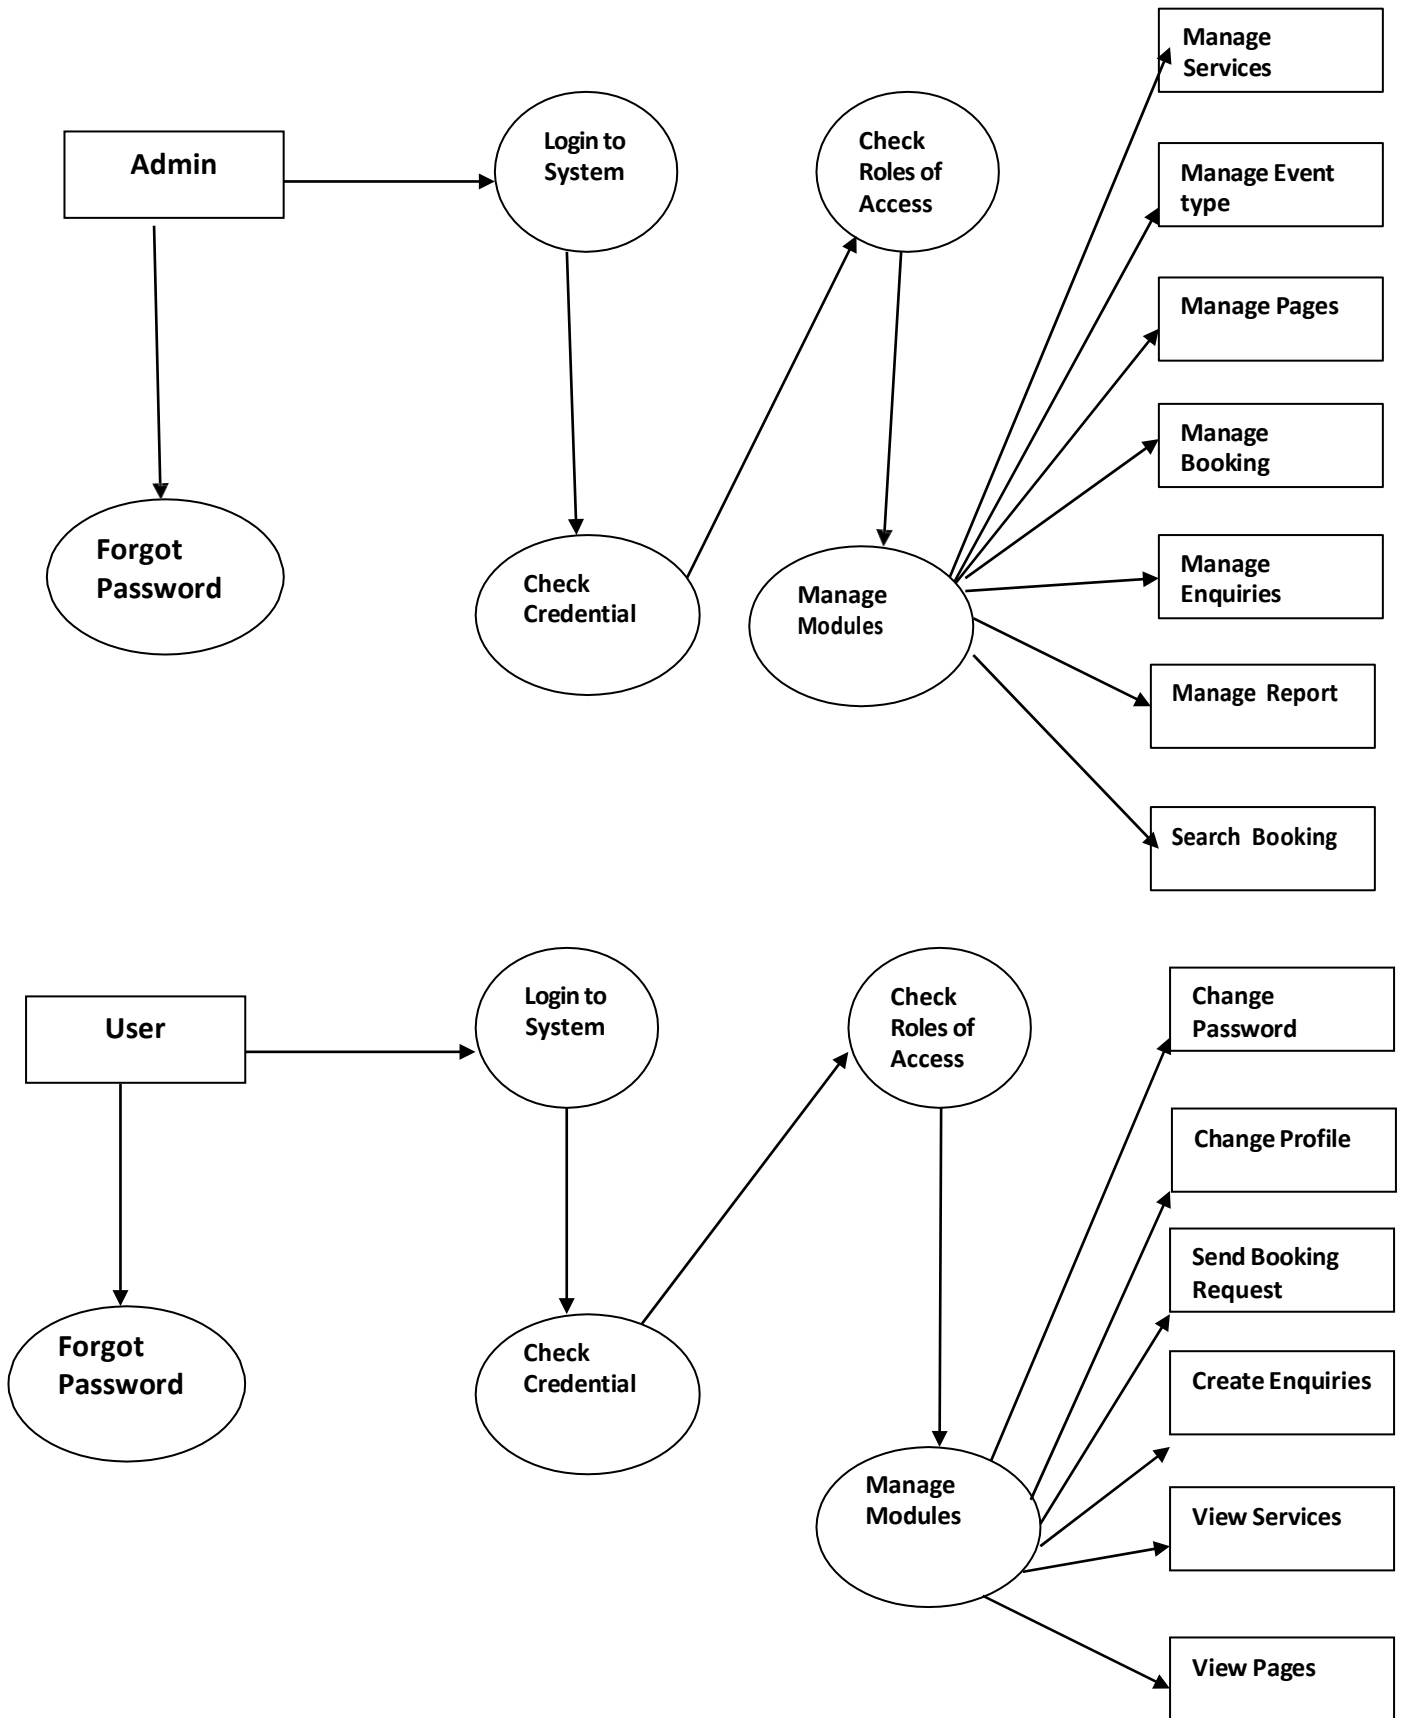 Manage
Services
Login to
System
Check
Roles of
Access
Admin
Manage Event
type
Manage Pages
Manage
Booking
Forgot
Password
Check
Credential
Manage
Modules
Manage
Enquiries
Manage Report
Search Booking
User
Login to
System
Check
Roles of
Access
Change
Password
Change Profile
Send Booking
Request
Forgot
Password
Check
Credential
Create Enquiries
Manage
Modules
View Services
View Pages